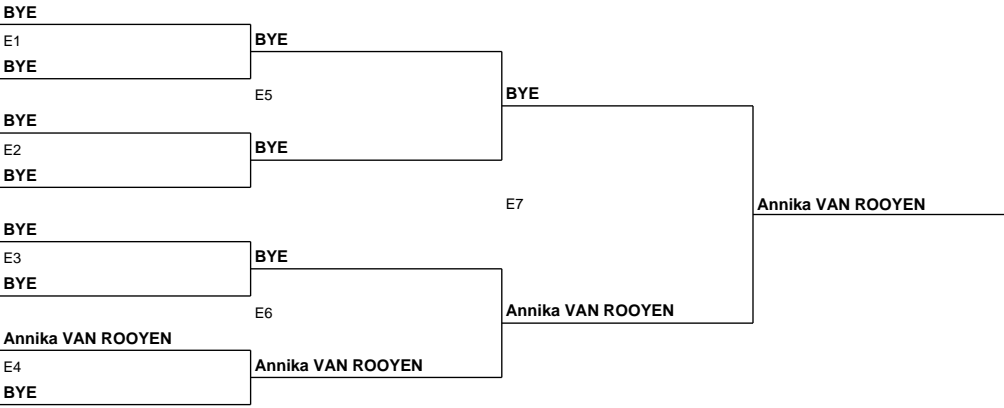 BYE
E1
BYE
BYE
E5
BYE
BYE
E2
BYE
BYE
E7
Annika VAN ROOYEN
BYE
E3
BYE
BYE
E6
Annika VAN ROOYEN
Annika VAN ROOYEN
E4
Annika VAN ROOYEN
BYE